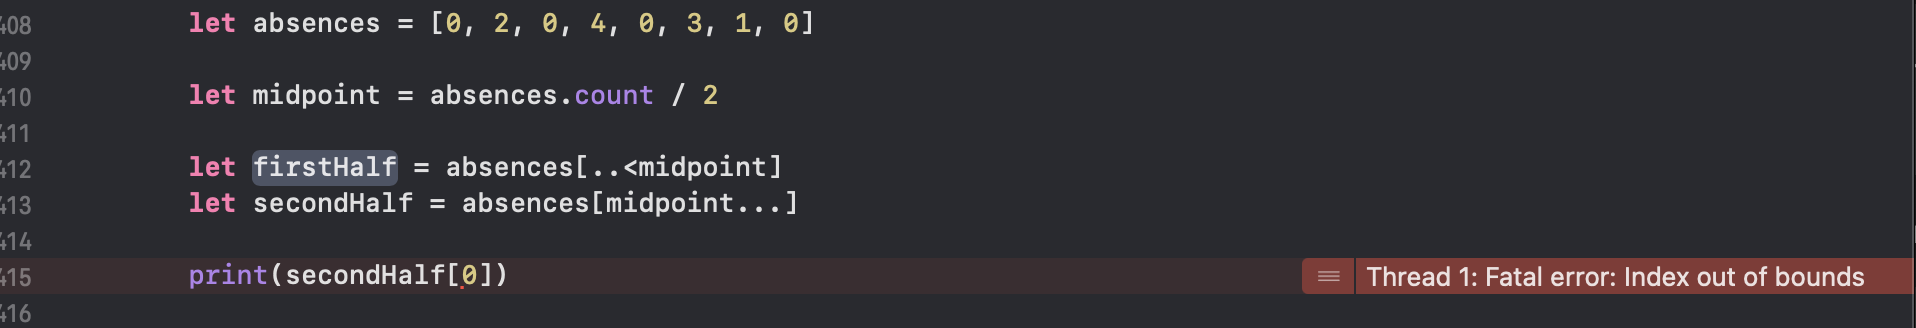 408 let absences = [0, 2, 0, 4, 0, 3, 1, 0]
409
410 let midpoint = absences.count / 2
411
412 let firstHalf = absences[..<midpoint]
413 let secondHalf = absences[midpoint...]
414
415 print(secondHalf[0]) Thread 1: Fatal error: Index out of bounds
416